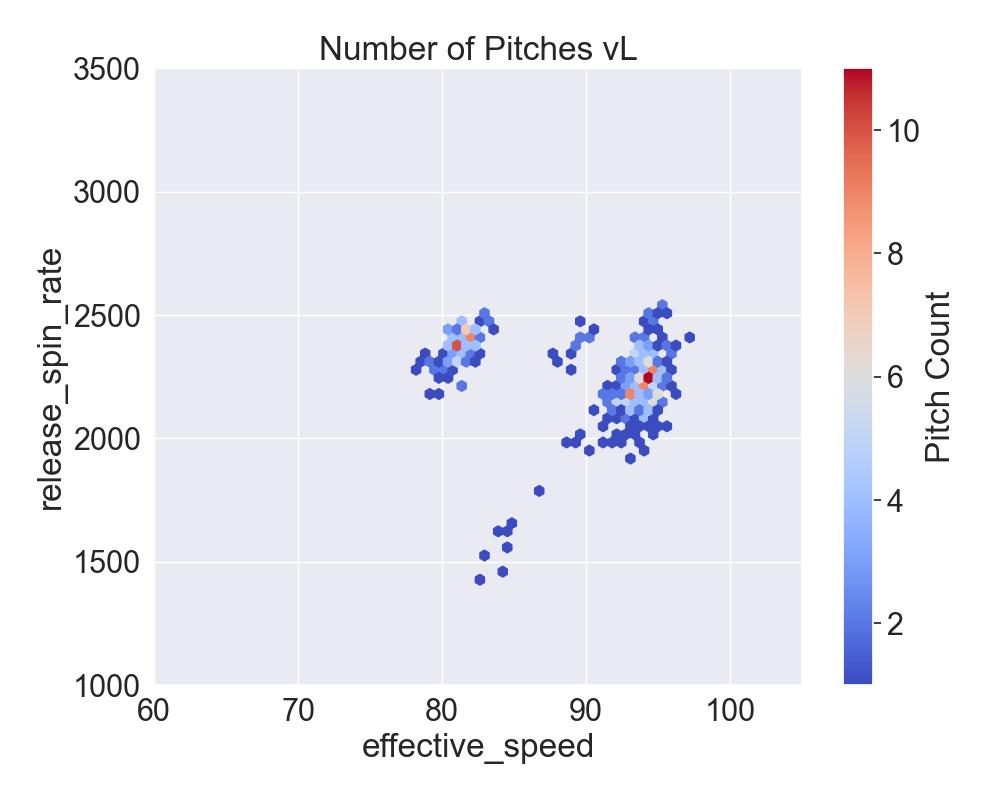 Number of Pitches vL
3500
3000
2500
2000
1500
1000
release_spin_rate
60 70 80 90 100
effective_speed
10
8
6
4
2
Pitch Count